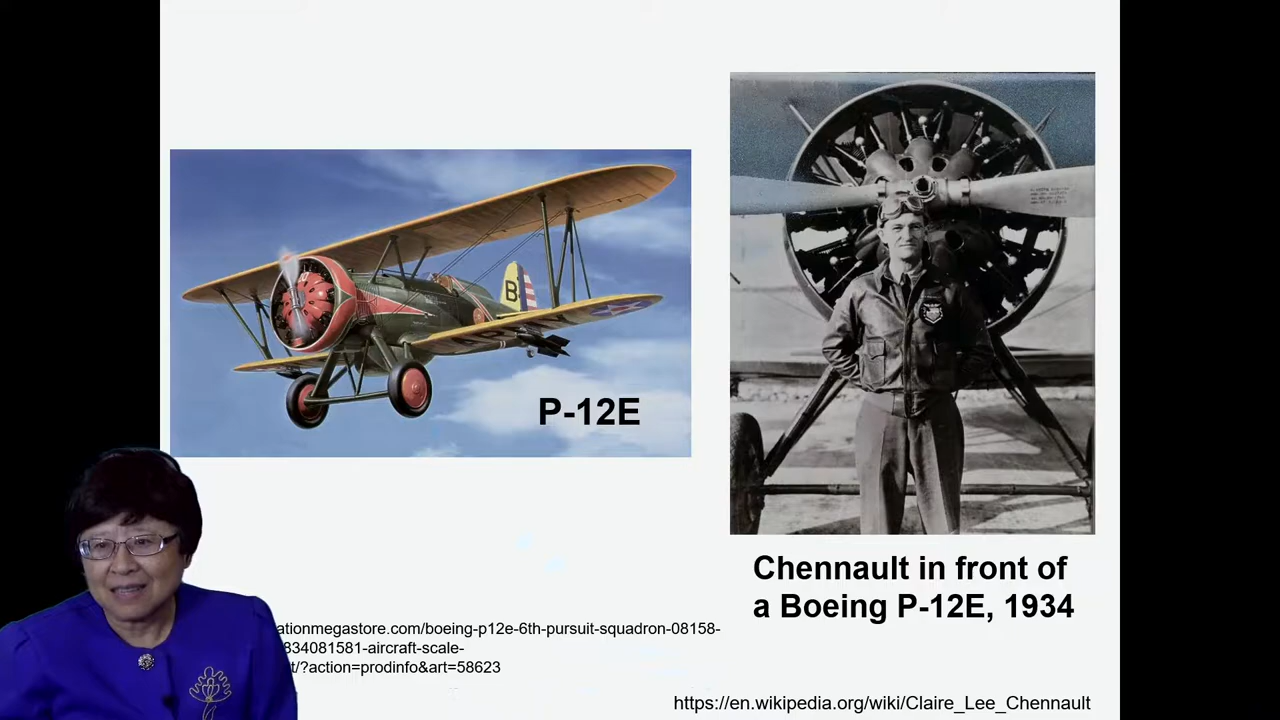 B
P-12E
Chennault in front of
a Boeing P-12E, 1934
ationmegastore.com/boeing-p12e-6th-pursuit-squadron-08158-
834081581-aircraft-scale-
t/?action=prodinfo&art=58623
https://en.wikipedia.org/wiki/Claire_Lee_Chennault